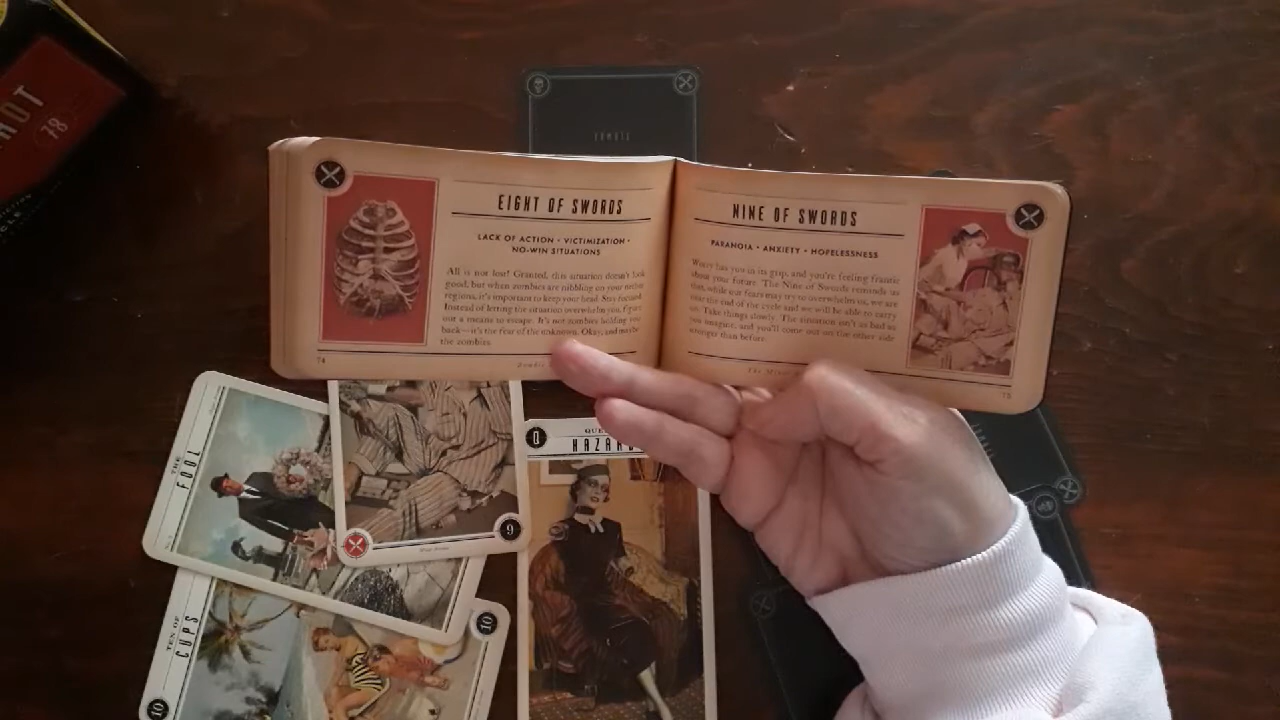 78
EIGHT OF SWORDS
LACK OF ACTION • VICTIMIZATION •
NO-WIN SITUATIONS
All is not lost! Granted, this situation doesn't look
good, but when zombies are nibbling on your nether
regions, it's important to keep your head. Stay focused.
Instead of letting the situation overwhelm you, figure
out a means to escape. It's not zombies holding you
back—it's the fear of the unknown. Okay, and maybe
the zombies.
74
NINE OF SWORDS
PARANOIA • ANXIETY • HOPELESSNESS
Worry has you in its grip, and you're feeling frantic
about your future. The Nine of Swords reminds us
that, while our fears may try to overwhelm us, we are
near the end of the cycle and we will be able to carry
on. Take things slowly. The situation isn't as bad as
you imagine, and you'll come out on the other side
stronger than before.
75
THE
FOOL
9
TEN OF
CUPS
10
10